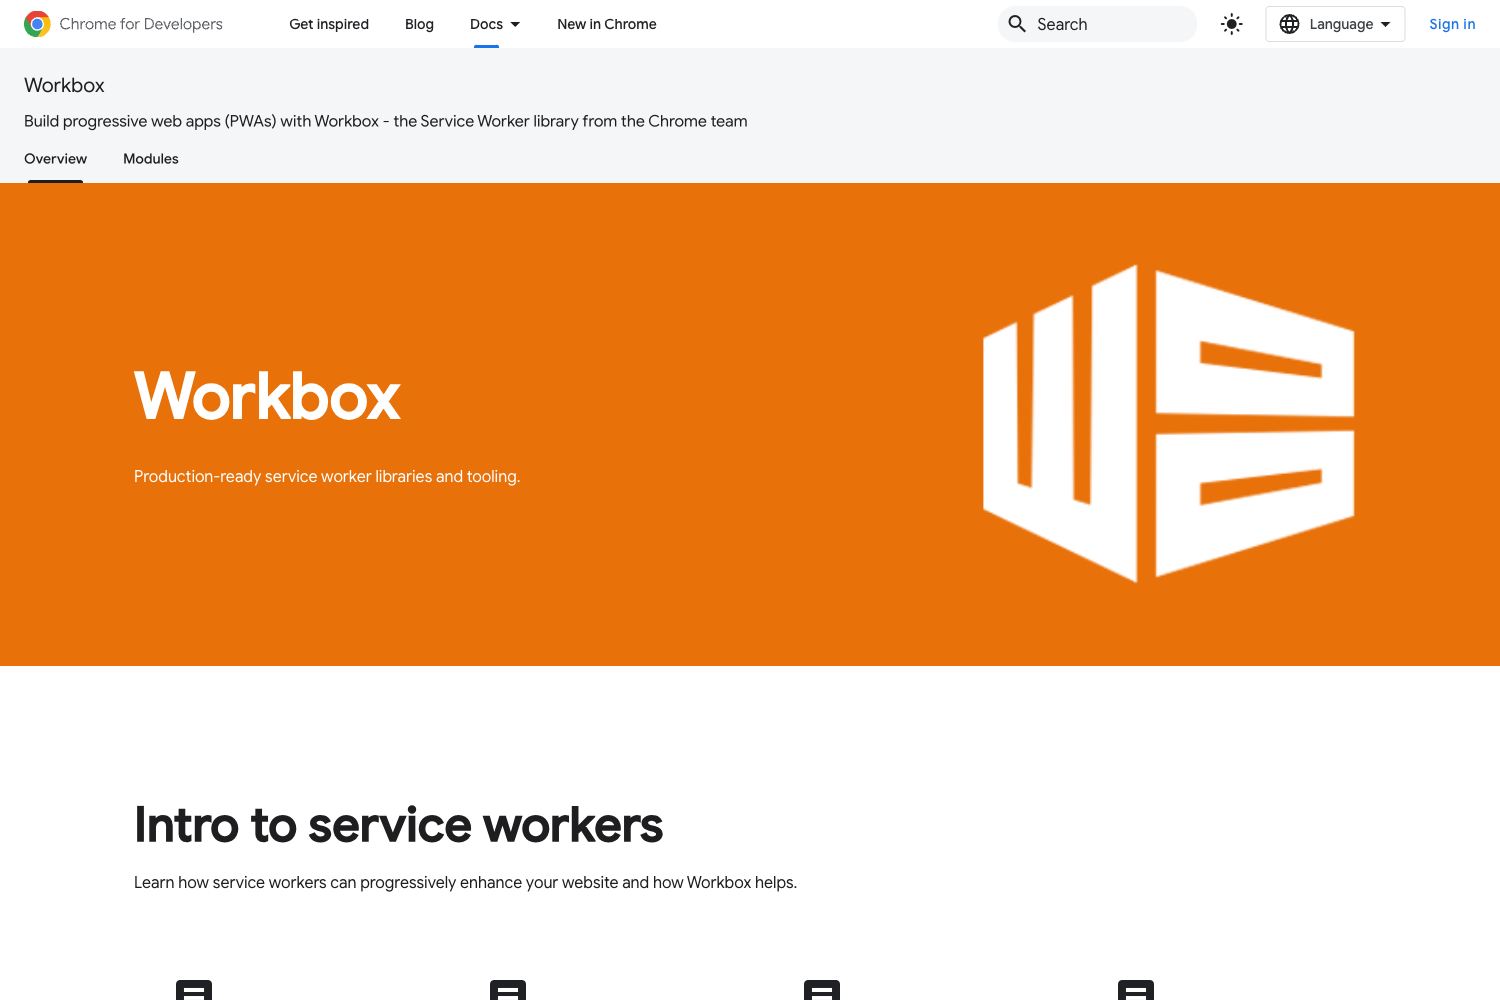 Chrome for Developers
Get inspired
Blog
Docs
New in Chrome
Search
Language
Sign in
Workbox
Build progressive web apps (PWAs) with Workbox - the Service Worker library from the Chrome team
Overview
Modules
Workbox
Production-ready service worker libraries and tooling.
Intro to service workers
Learn how service workers can progressively enhance your website and how Workbox helps.